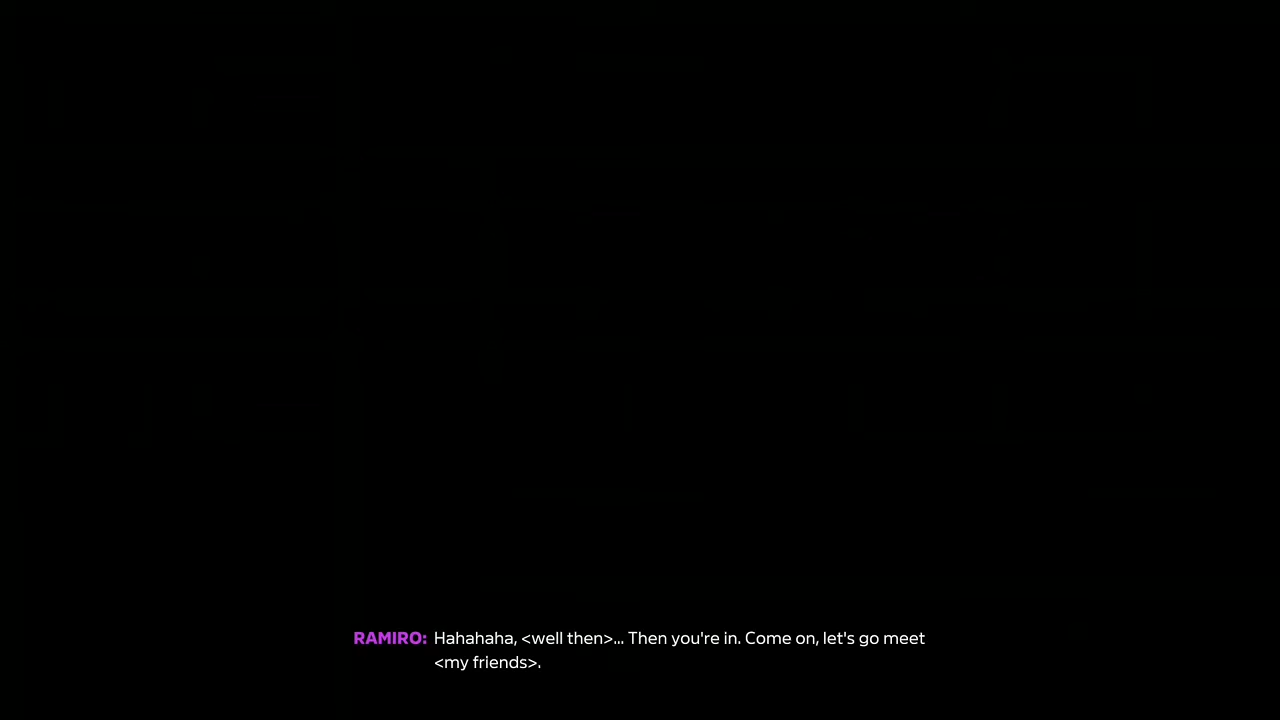 RAMIRO: Hahahaha, <well then>... Then you're in. Come on, let's go meet
<my friends>.